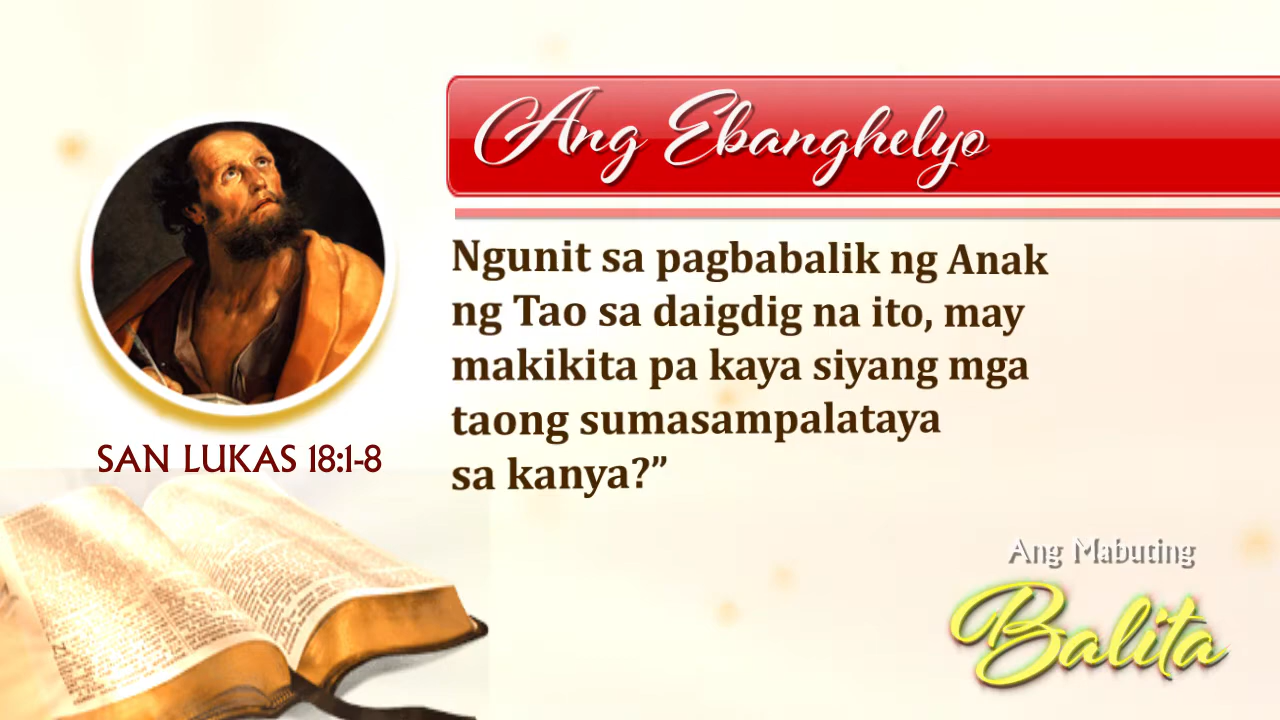 Ang Ebanghelyo
Ngunit sa pagbabalik ng Anak
ng Tao sa daigdig na ito, may
makikita pa kaya siyang mga
taong sumasampalataya
sa kanya?”
SAN LUKAS 18:1-8
Ang Mabuting
Balita